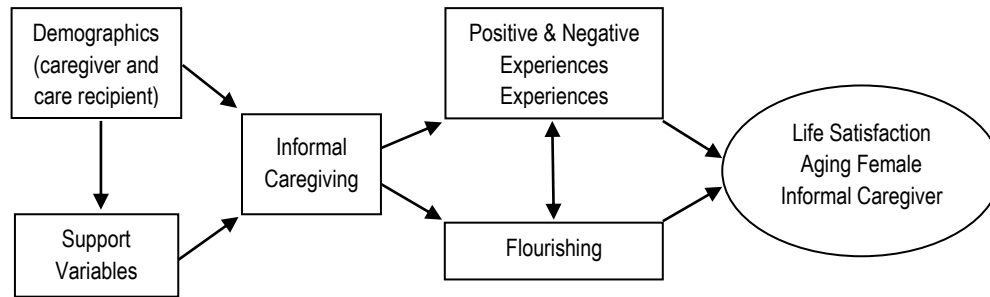 Demographics
(caregiver and
care recipient)
Support
Variables
Informal
Caregiving
Positive & Negative
Experiences
Experiences
Flourishing
Life Satisfaction
Aging Female
Informal Caregiver